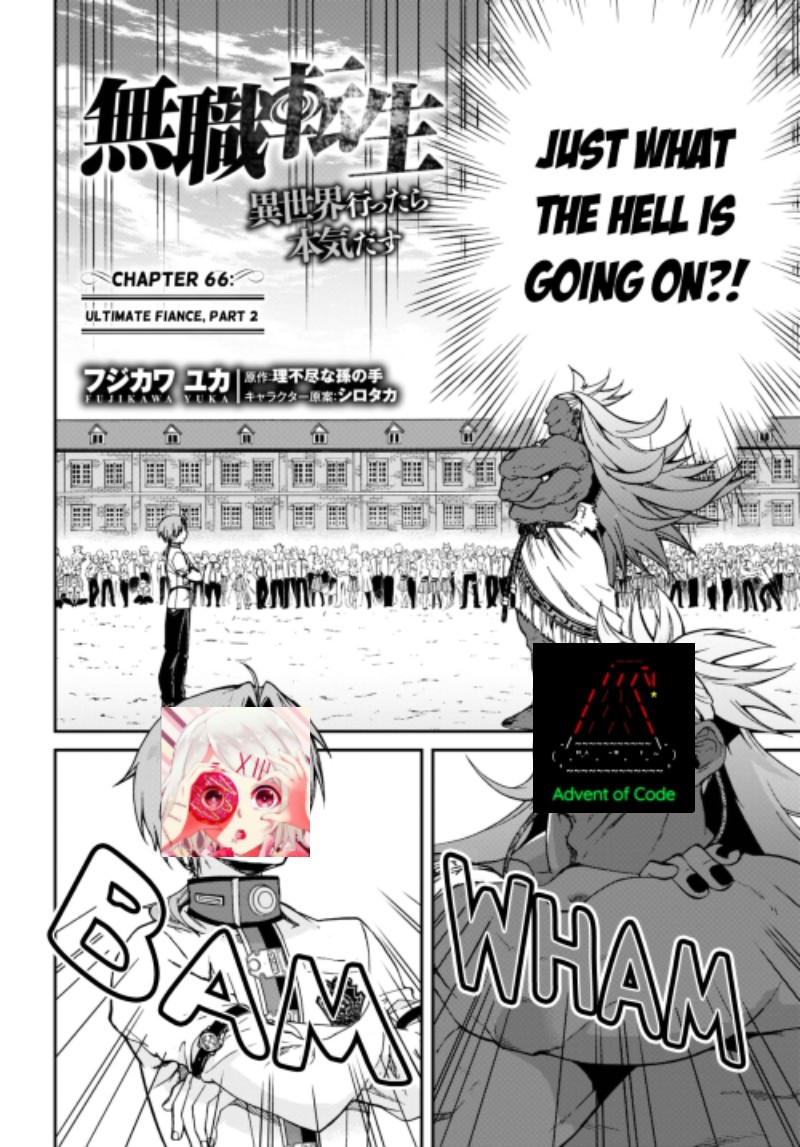 無職転生
異世界行ったら
本気だす
CHAPTER 66:
ULTIMATE FIANCE, PART 2
フジカワ ユカ
FUJIKAWA YUKA
原作:理不尽な孫の手
キャラクター原案:シロタカ
JUST WHAT
THE HELL IS
GOING ON?!
Advent of Code
BAM
WHAM